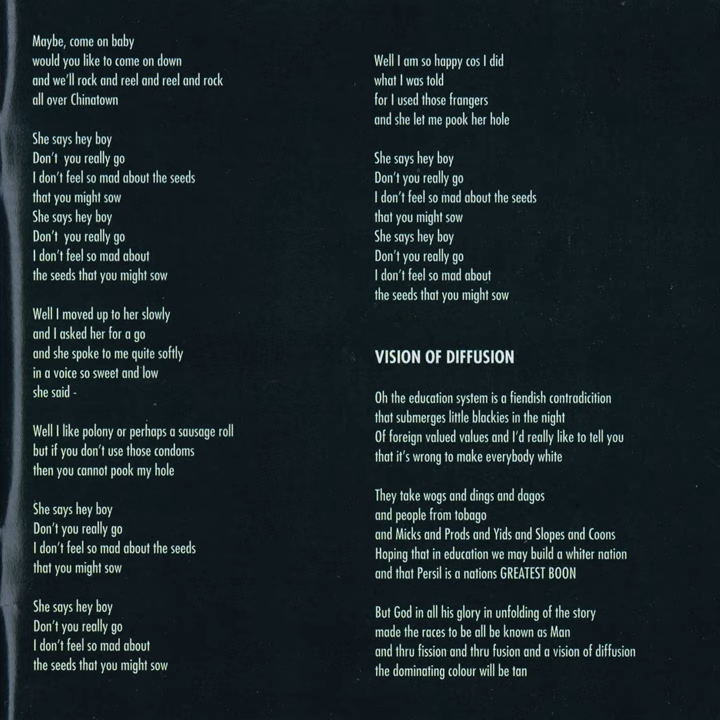 Maybe, come on baby
would you like to come on down
and we'll rock and reel and reel and rock
all over Chinatown
She says hey boy
Don't you really go
I don't feel so mad about the seeds
that you might sow
She says hey boy
Don't you really go
I don't feel so mad about
the seeds that you might sow
Well I moved up to her slowly
and I asked her for a go
and she spoke to me quite softly
in a voice so sweet and low
she said -
Well I like polony or perhaps a sausage roll
but if you don't use those condoms
then you cannot pook my hole
She says hey boy
Don't you really go
I don't feel so mad about the seeds
that you might sow
She says hey boy
Don't you really go
I don't feel so mad about
the seeds that you might sow
Well I am so happy cos I did
what I was told
for I used those frangers
and she let me pook her hole
She says hey boy
Don't you really go
I don't feel so mad about the seeds
that you might sow
She says hey boy
Don't you really go
I don't feel so mad about
the seeds that you might sow
VISION OF DIFFUSION
Oh the education system is a fiendish contradicition
that submerges little blackies in the night
Of foreign valued values and I'd really like to tell you
that it's wrong to make everybody white
They take wogs and dings and dagos
and people from tobago
and Micks and Prods and Yids and Slopes and Coons
Hoping that in education we may build a whiter nation
and that Persil is a nations GREATEST BOON
But God in all his glory in unfolding of the story
made the races to be all be known as Man
and thru fission and thru fusion and a vision of diffusion
the dominating colour will be tan